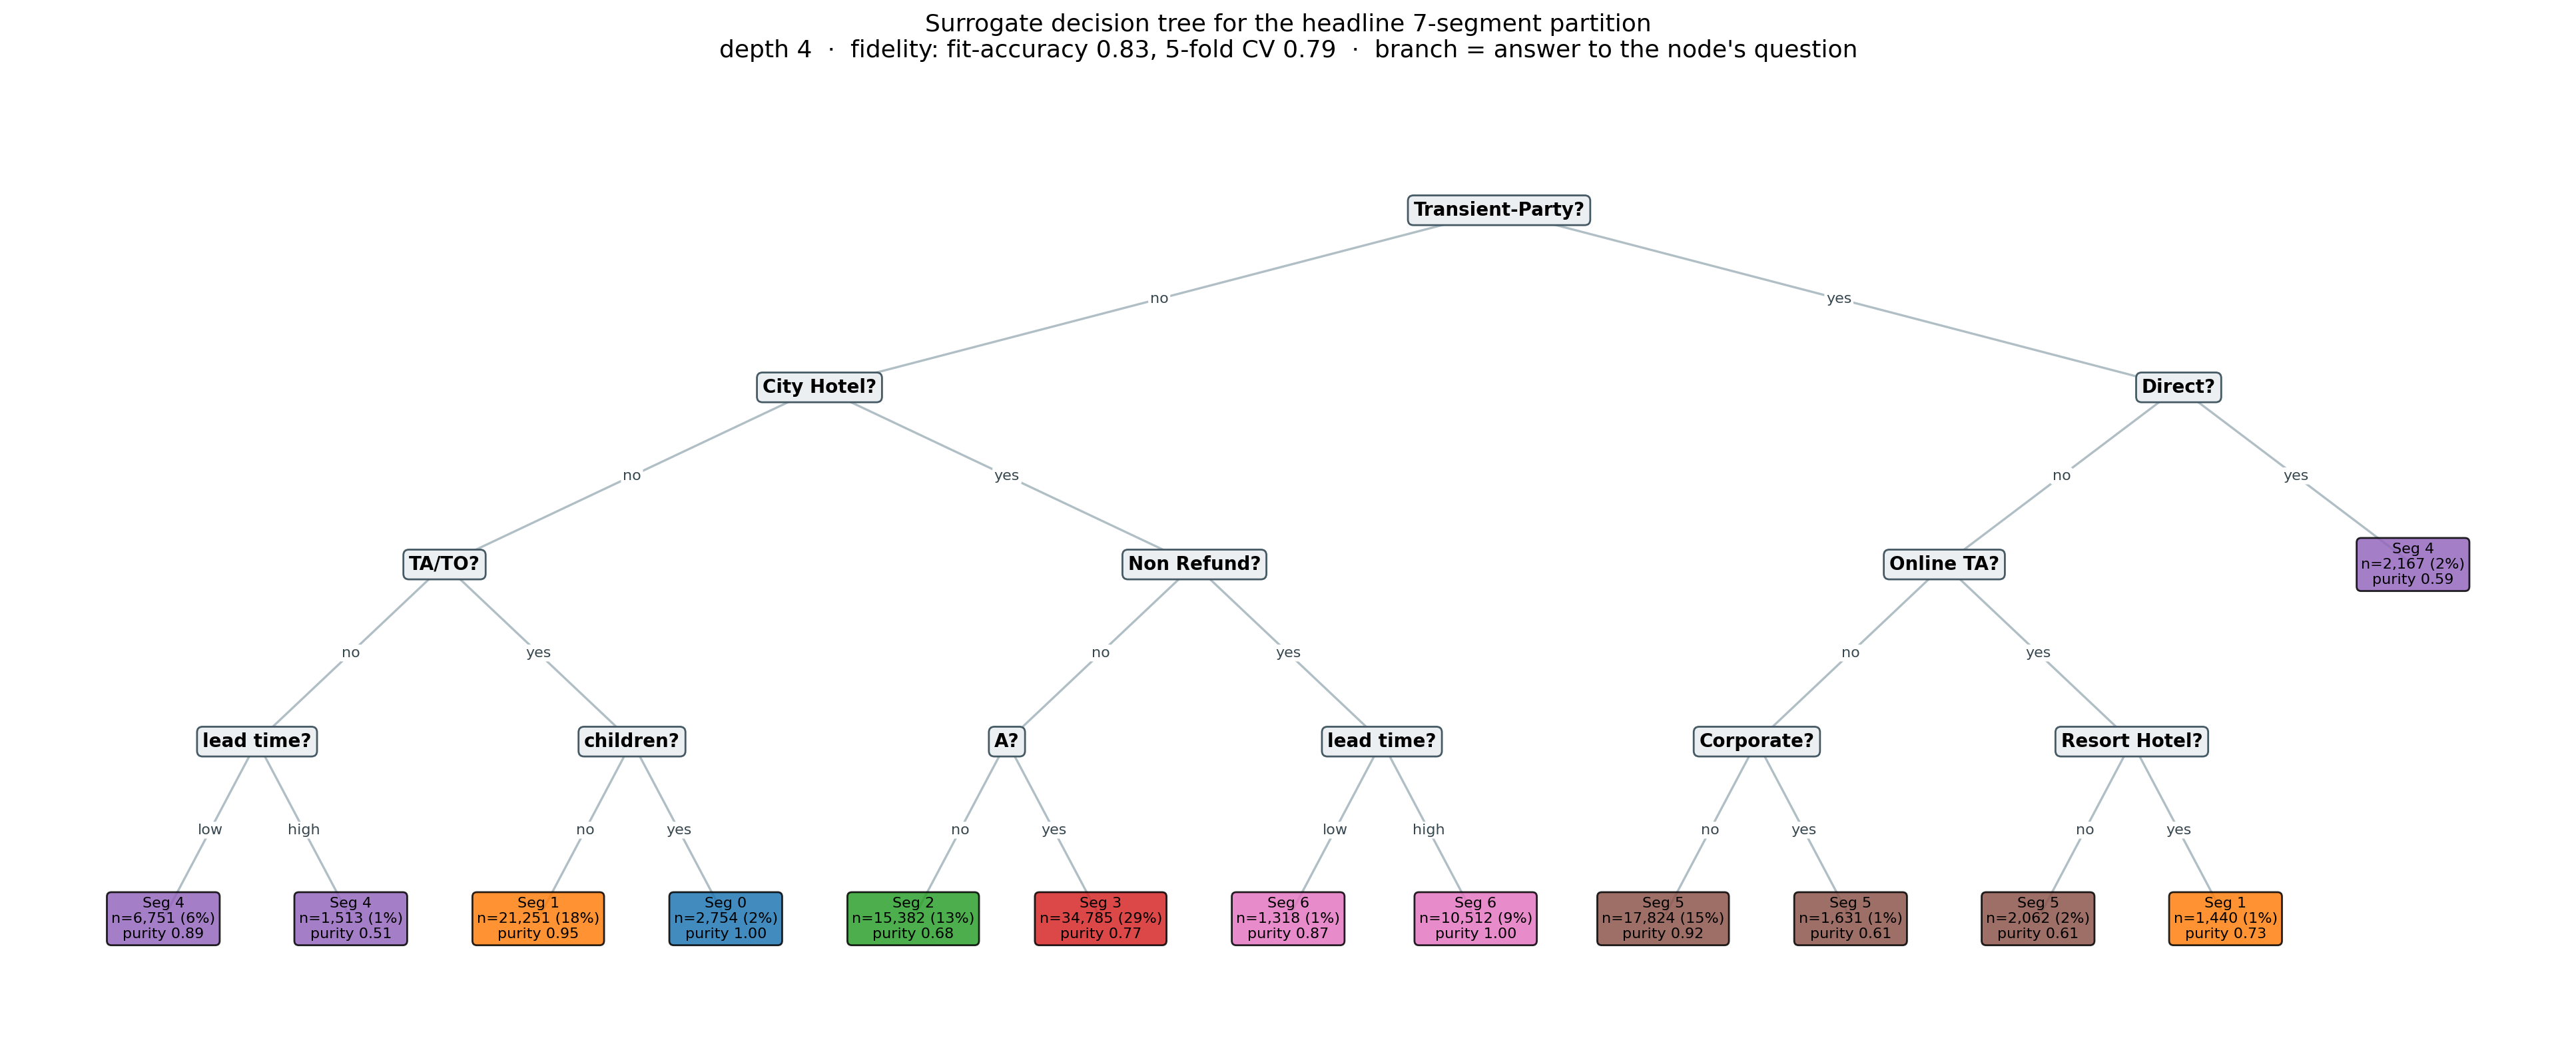 Surrogate decision tree for the headline 7-segment partition
depth 4  ·  fidelity: fit-accuracy 0.83, 5-fold CV 0.79  ·  branch = answer to the node's question
Transient-Party?
no
yes
City Hotel?
Direct?
no
yes
no
yes
TA/TO?
Non Refund?
Online TA?
Seg 4
n=2,167 (2%)
purity 0.59
no
yes
no
yes
no
yes
lead time?
children?
A?
lead time?
Corporate?
Resort Hotel?
low
high
no
yes
no
yes
low
high
no
yes
no
yes
Seg 4
n=6,751 (6%)
purity 0.89
Seg 4
n=1,513 (1%)
purity 0.51
Seg 1
n=21,251 (18%)
purity 0.95
Seg 0
n=2,754 (2%)
purity 1.00
Seg 2
n=15,382 (13%)
purity 0.68
Seg 3
n=34,785 (29%)
purity 0.77
Seg 6
n=1,318 (1%)
purity 0.87
Seg 6
n=10,512 (9%)
purity 1.00
Seg 5
n=17,824 (15%)
purity 0.92
Seg 5
n=1,631 (1%)
purity 0.61
Seg 5
n=2,062 (2%)
purity 0.61
Seg 1
n=1,440 (1%)
purity 0.73